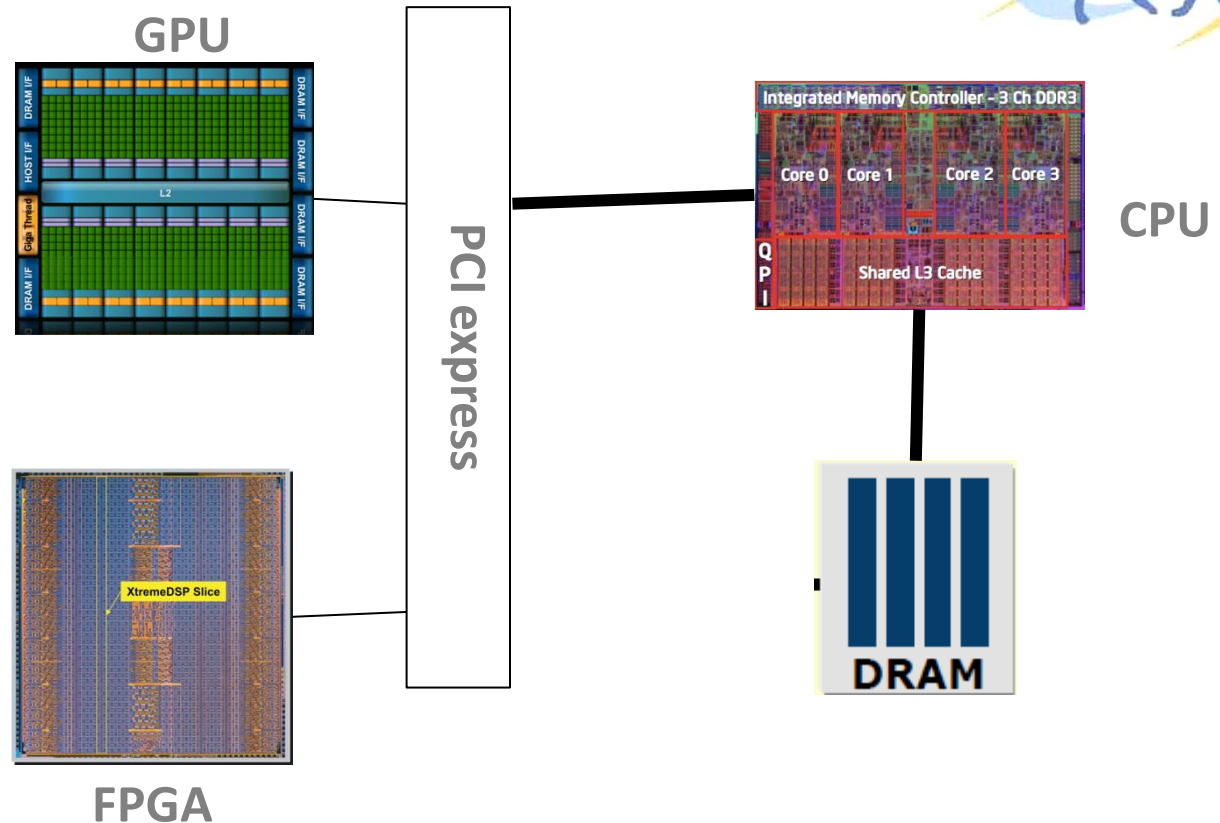 GPU
DRAM I/F
HOST I/F
Giga Thread
DRAM I/F
L2
DRAM I/F
DRAM I/F
DRAM I/F
DRAM I/F
PCI express
Integrated Memory Controller - 3 Ch DDR3
Core 0 Core 1 Core 2 Core 3
QPI
Shared L3 Cache
CPU
XtremeDSP Slice
FPGA
DRAM